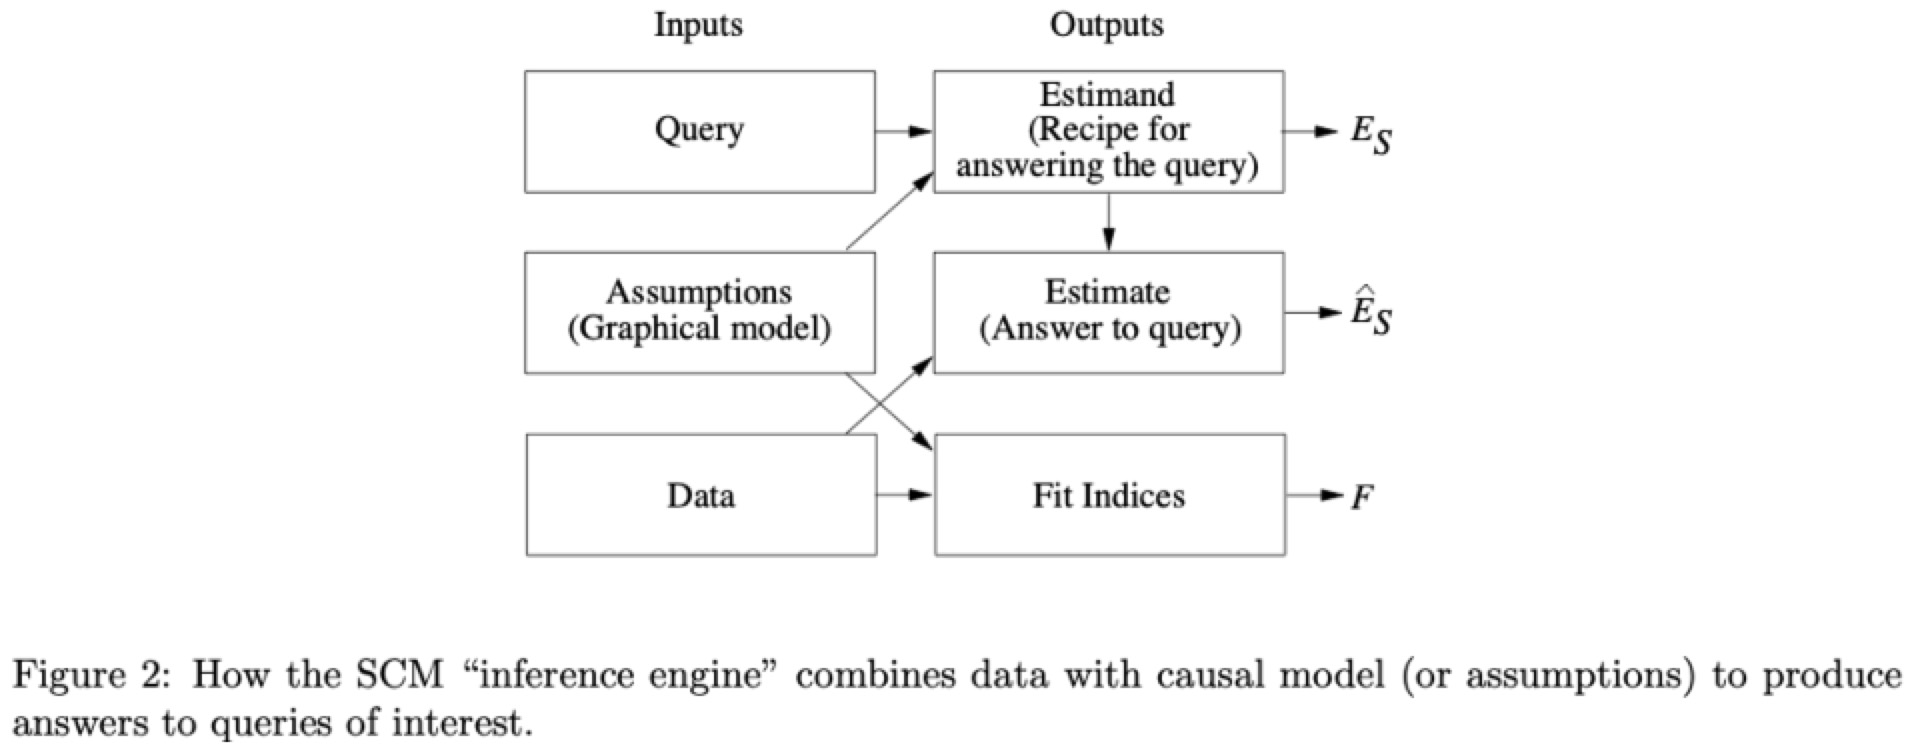 Inputs
Outputs
Query
Estimand
(Recipe for
answering the query)
E_S
Assumptions
(Graphical model)
Estimate
(Answer to query)
Ê_S
Data
Fit Indices
F
Figure 2: How the SCM “inference engine” combines data with causal model (or assumptions) to produce
answers to queries of interest.